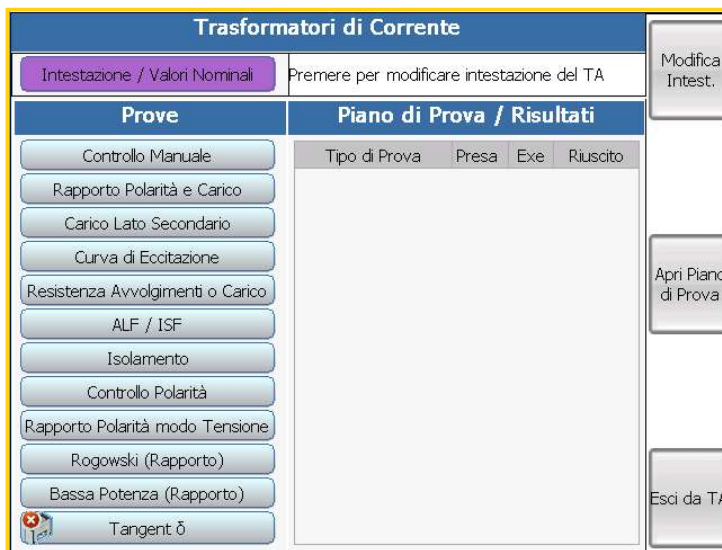 Trasformatori di Corrente
Intestazione / Valori Nominali
Premere per modificare intestazione del TA
Modifica
Intest.
Prove
Piano di Prova / Risultati
Controllo Manuale
Rapporto Polarità e Carico
Carico Lato Secondario
Curva di Eccitazione
Resistenza Avvolgimenti o Carico
ALF / ISF
Isolamento
Controllo Polarità
Rapporto Polarità modo Tensione
Rogowski (Rapporto)
Bassa Potenza (Rapporto)
Tangent δ
Tipo di Prova Presa Exe Riuscito
Apri Piano
di Prova
Esci da TA